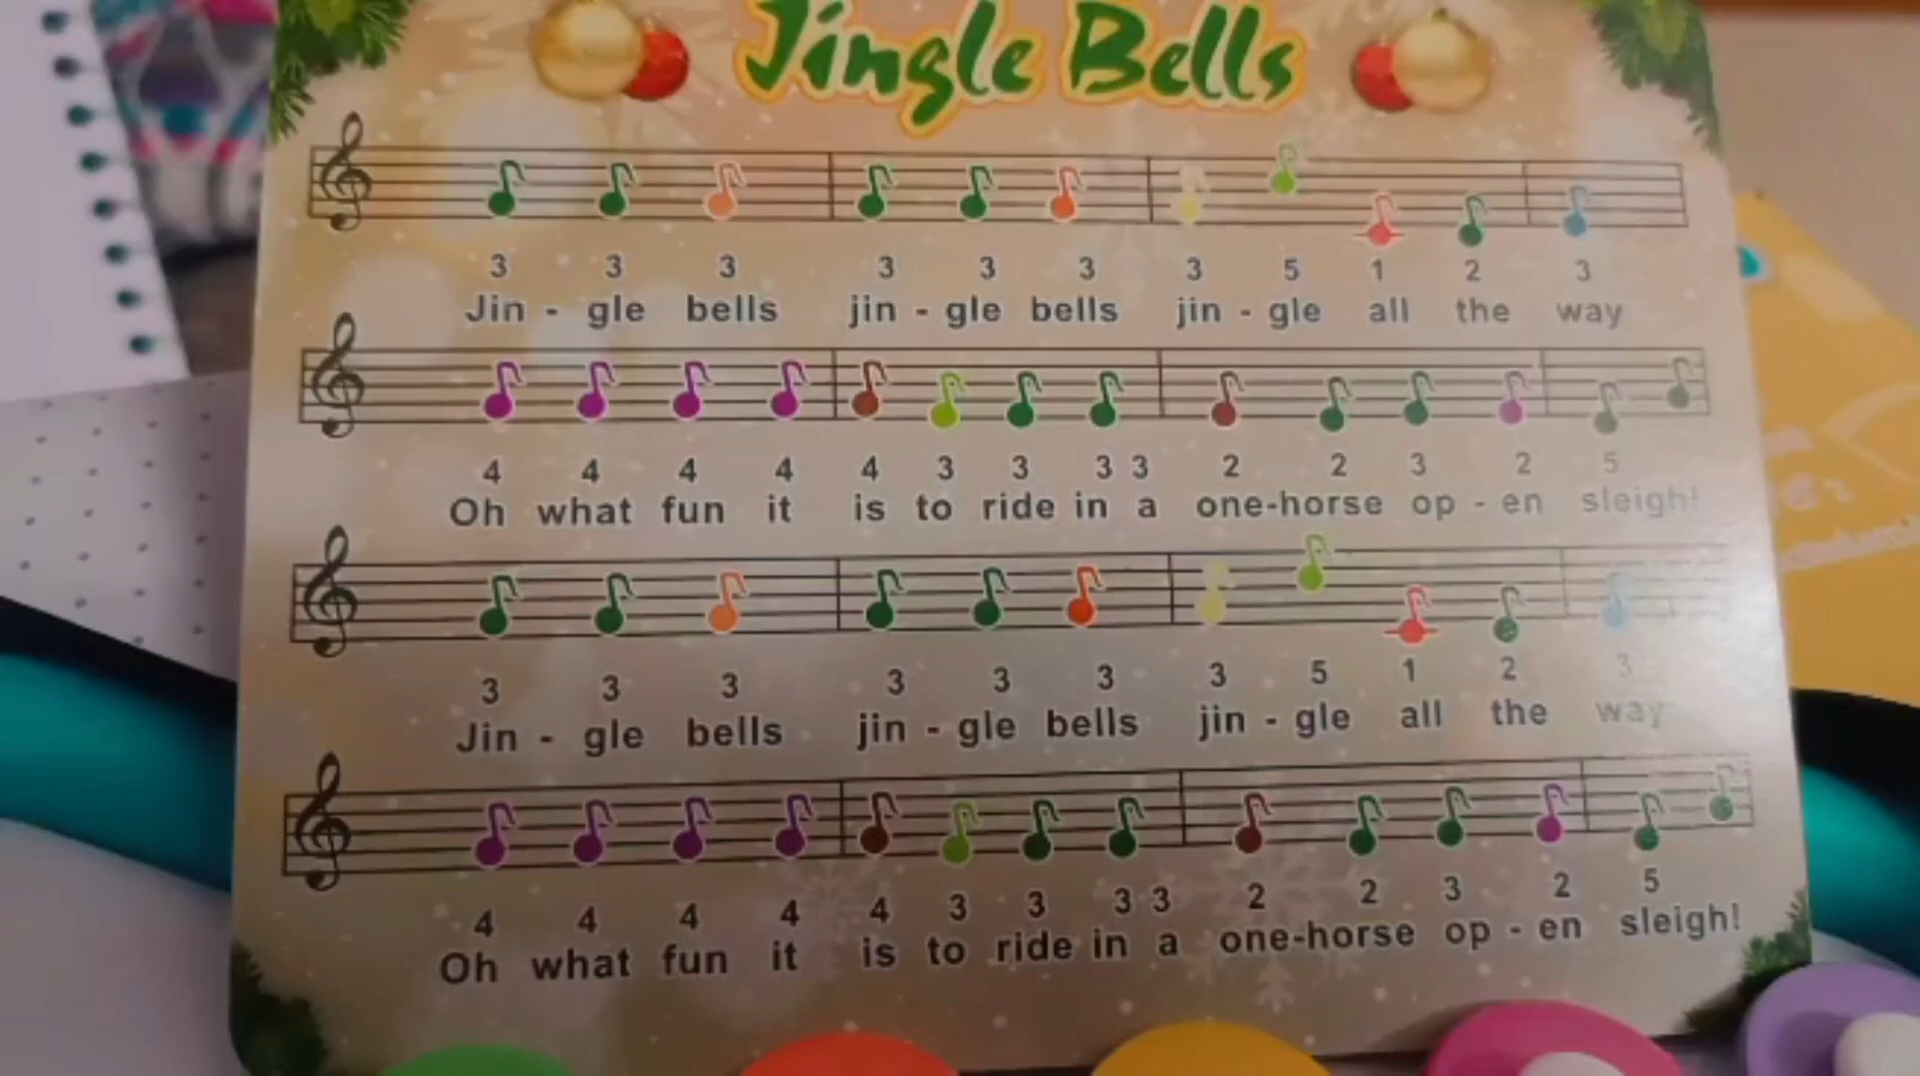 Jingle Bells
3 3 3 3 3 3 3 5 1 2 3
Jin - gle bells jin - gle bells jin - gle all the way
4 4 4 4 4 3 3 3 3 2 2 3 2 5
Oh what fun it is to ride in a one-horse op - en sleigh!
3 3 3 3 3 3 3 5 1 2 3
Jin - gle bells jin - gle bells jin - gle all the way
4 4 4 4 4 3 3 3 3 2 2 3 2 5
Oh what fun it is to ride in a one-horse op - en sleigh!